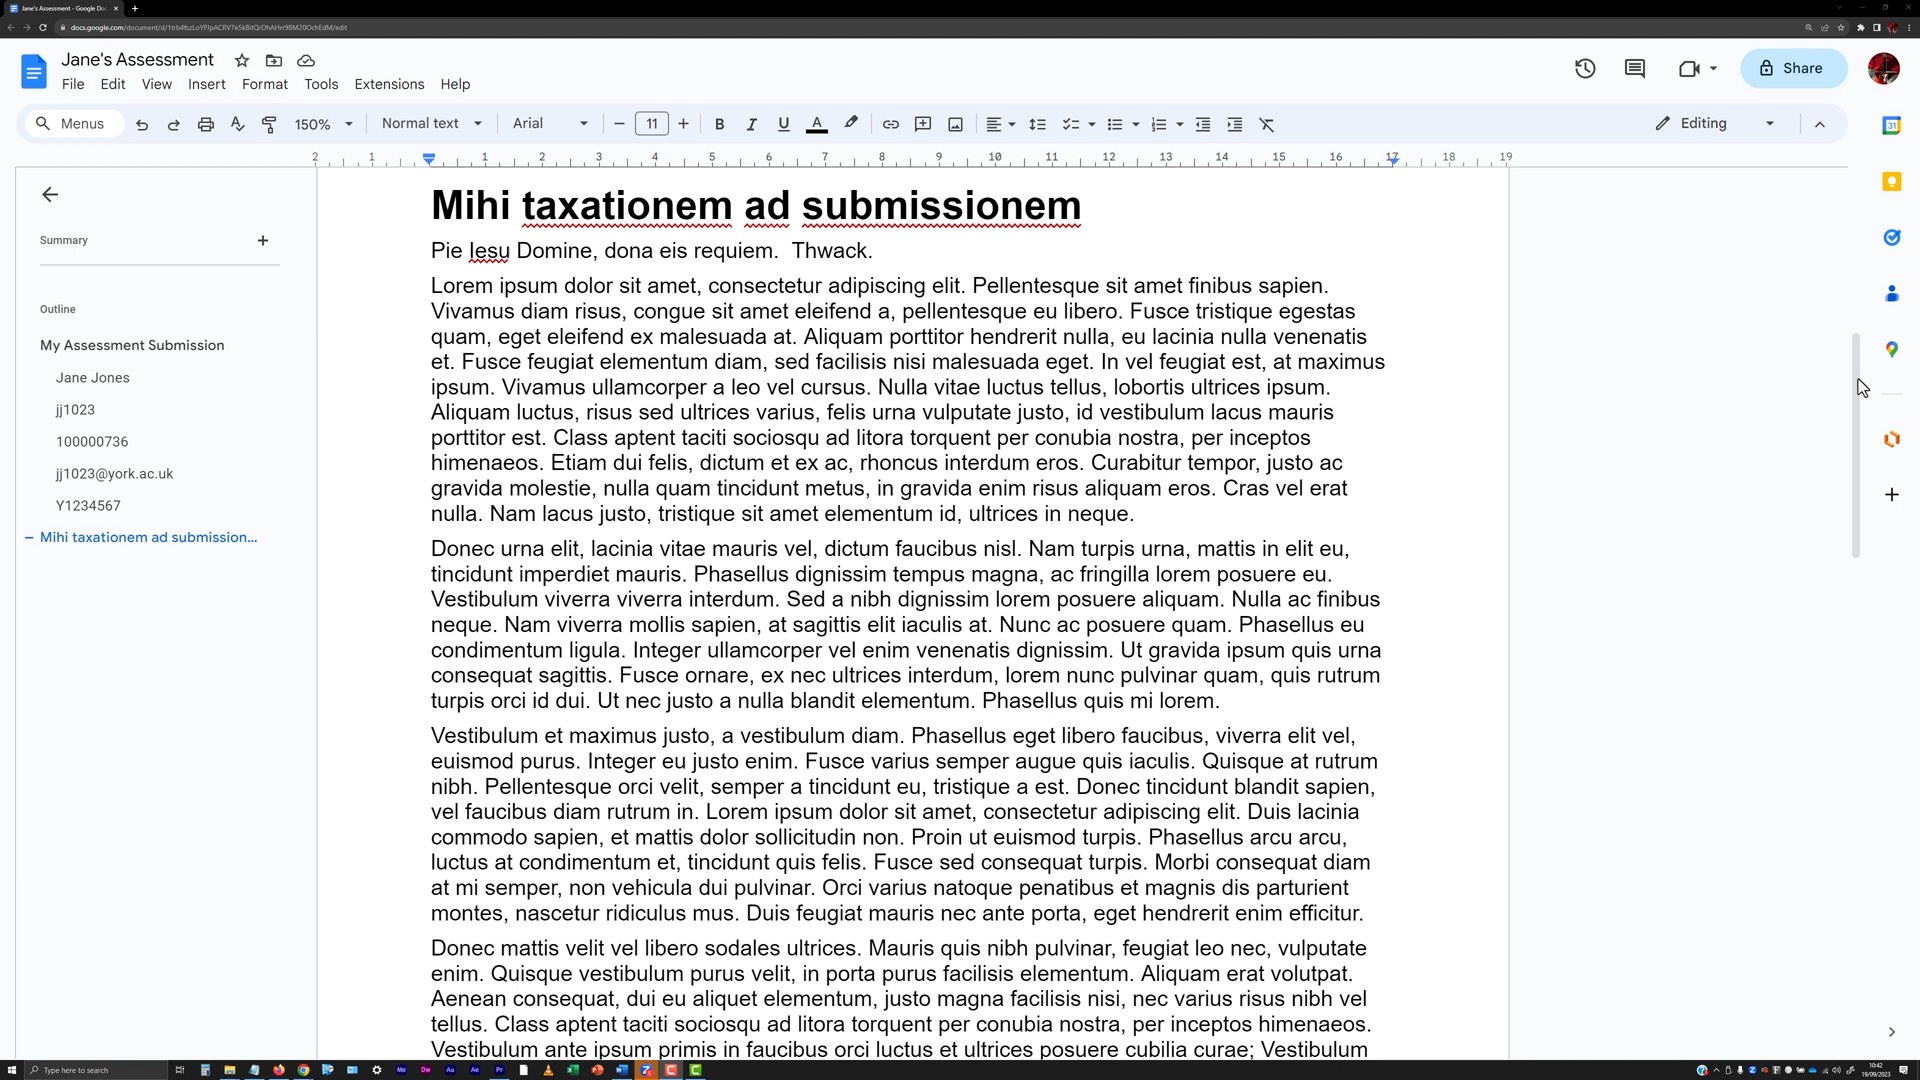 Jane's Assessment - Google Do
docs.google.com/document/d/
Jane's Assessment
File Edit View Insert Format Tools Extensions Help
Share
Menus 150% Normal text Arial 11 Editing
2 1 1 2 3 4 5 6 7 8 9 10 11 12 13 14 15 16 17 18 19
Summary
Outline
My Assessment Submission
Jane Jones
jj1023
100000736
jj1023@york.ac.uk
Y1234567
Mihi taxationem ad submission...
Mihi taxationem ad submissionem
Pie Iesu Domine, dona eis requiem.  Thwack.
Lorem ipsum dolor sit amet, consectetur adipiscing elit. Pellentesque sit amet finibus sapien.
Vivamus diam risus, congue sit amet eleifend a, pellentesque eu libero. Fusce tristique egestas
quam, eget eleifend ex malesuada at. Aliquam porttitor hendrerit nulla, eu lacinia nulla venenatis
et. Fusce feugiat elementum diam, sed facilisis nisi malesuada eget. In vel feugiat est, at maximus
ipsum. Vivamus ullamcorper a leo vel cursus. Nulla vitae luctus tellus, lobortis ultrices ipsum.
Aliquam luctus, risus sed ultrices varius, felis urna vulputate justo, id vestibulum lacus mauris
porttitor est. Class aptent taciti sociosqu ad litora torquent per conubia nostra, per inceptos
himenaeos. Etiam dui felis, dictum et ex ac, rhoncus interdum eros. Curabitur tempor, justo ac
gravida molestie, nulla quam tincidunt metus, in gravida enim risus aliquam eros. Cras vel erat
nulla. Nam lacus justo, tristique sit amet elementum id, ultrices in neque.
Donec urna elit, lacinia vitae mauris vel, dictum faucibus nisl. Nam turpis urna, mattis in elit eu,
tincidunt imperdiet mauris. Phasellus dignissim tempus magna, ac fringilla lorem posuere eu.
Vestibulum viverra viverra interdum. Sed a nibh dignissim lorem posuere aliquam. Nulla ac finibus
neque. Nam viverra mollis sapien, at sagittis elit iaculis at. Nunc ac posuere quam. Phasellus eu
condimentum ligula. Integer ullamcorper vel enim venenatis dignissim. Ut gravida ipsum quis urna
consequat sagittis. Fusce ornare, ex nec ultrices interdum, lorem nunc pulvinar quam, quis rutrum
turpis orci id dui. Ut nec justo a nulla blandit elementum. Phasellus quis mi lorem.
Vestibulum et maximus justo, a vestibulum diam. Phasellus eget libero faucibus, viverra elit vel,
euismod purus. Integer eu justo enim. Fusce varius semper augue quis iaculis. Quisque at rutrum
nibh. Pellentesque orci velit, semper a tincidunt eu, tristique a est. Donec tincidunt blandit sapien,
vel faucibus diam rutrum in. Lorem ipsum dolor sit amet, consectetur adipiscing elit. Duis lacinia
commodo sapien, et mattis dolor sollicitudin non. Proin ut euismod turpis. Phasellus arcu arcu,
luctus at condimentum et, tincidunt quis felis. Fusce sed consequat turpis. Morbi consequat diam
at mi semper, non vehicula dui pulvinar. Orci varius natoque penatibus et magnis dis parturient
montes, nascetur ridiculus mus. Duis feugiat mauris nec ante porta, eget hendrerit enim efficitur.
Donec mattis velit vel libero sodales ultrices. Mauris quis nibh pulvinar, feugiat leo nec, vulputate
enim. Quisque vestibulum purus velit, in porta purus facilisis elementum. Aliquam erat volutpat.
Aenean consequat, dui eu aliquet elementum, justo magna facilisis nisi, nec varius risus nibh vel
tellus. Class aptent taciti sociosqu ad litora torquent per conubia nostra, per inceptos himenaeos.
Vestibulum ante ipsum primis in faucibus orci luctus et ultrices posuere cubilia curae; Vestibulum
Type here to search
10:42
19/09/2023